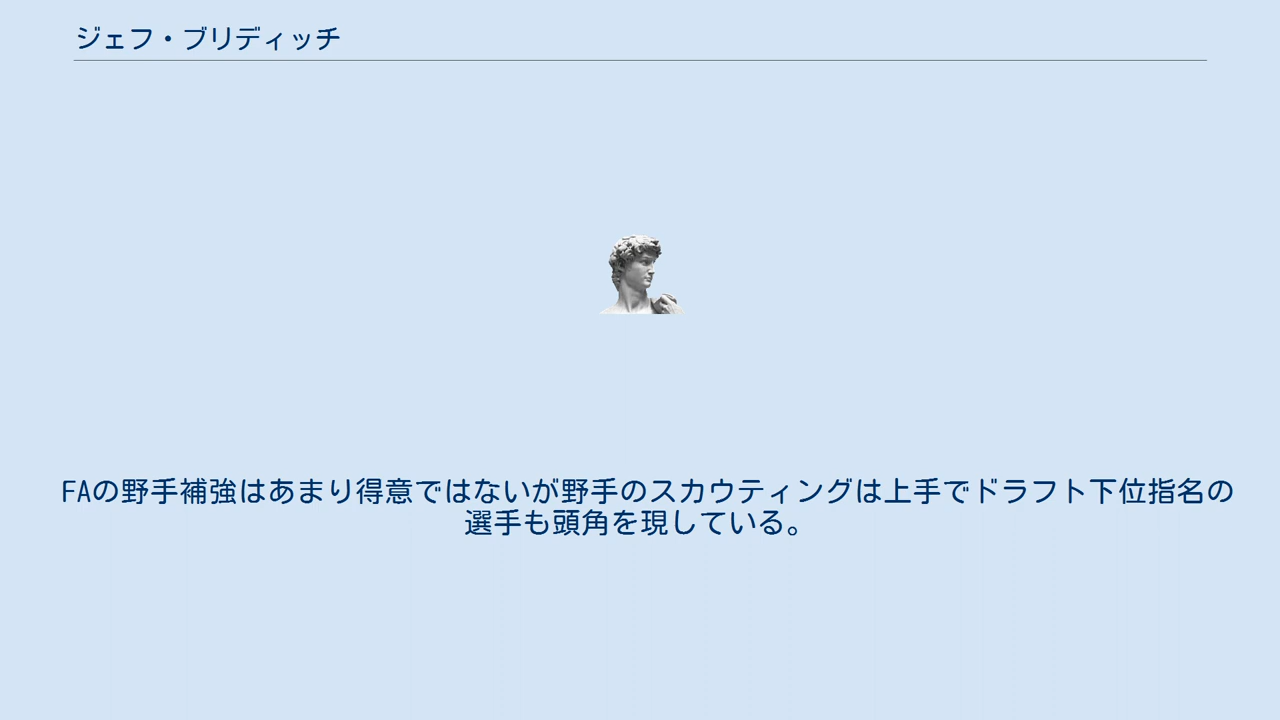 ジェフ・ブリディッチ
FAの野手補強はあまり得意ではないが野手のスカウティングは上手でドラフト下位指名の
選手も頭角を現している。